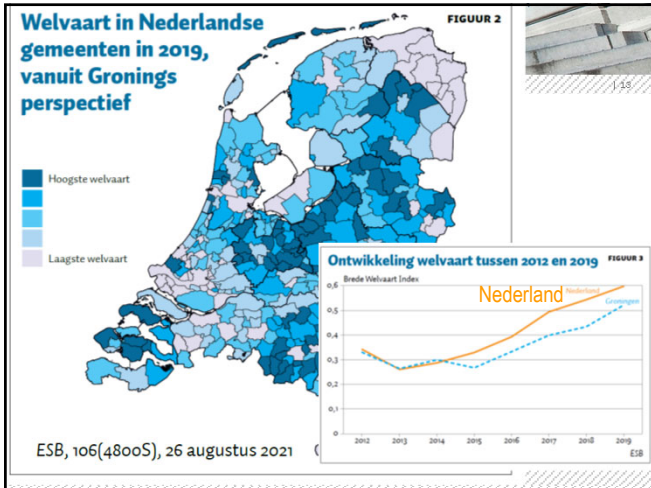 Welvaart in Nederlandse
gemeenten in 2019,
vanuit Gronings
perspectief
FIGUUR 2
| 13
Hoogste welvaart
Laagste welvaart
Ontwikkeling welvaart tussen 2012 en 2019
FIGUUR 3
Brede Welvaart Index
0,6
0,5
0,4
0,3
0,2
0,1
0
Nederland
Nederland
Groningen
2012 2013 2014 2015 2016 2017 2018 2019
ESB
ESB, 106(4800S), 26 augustus 2021